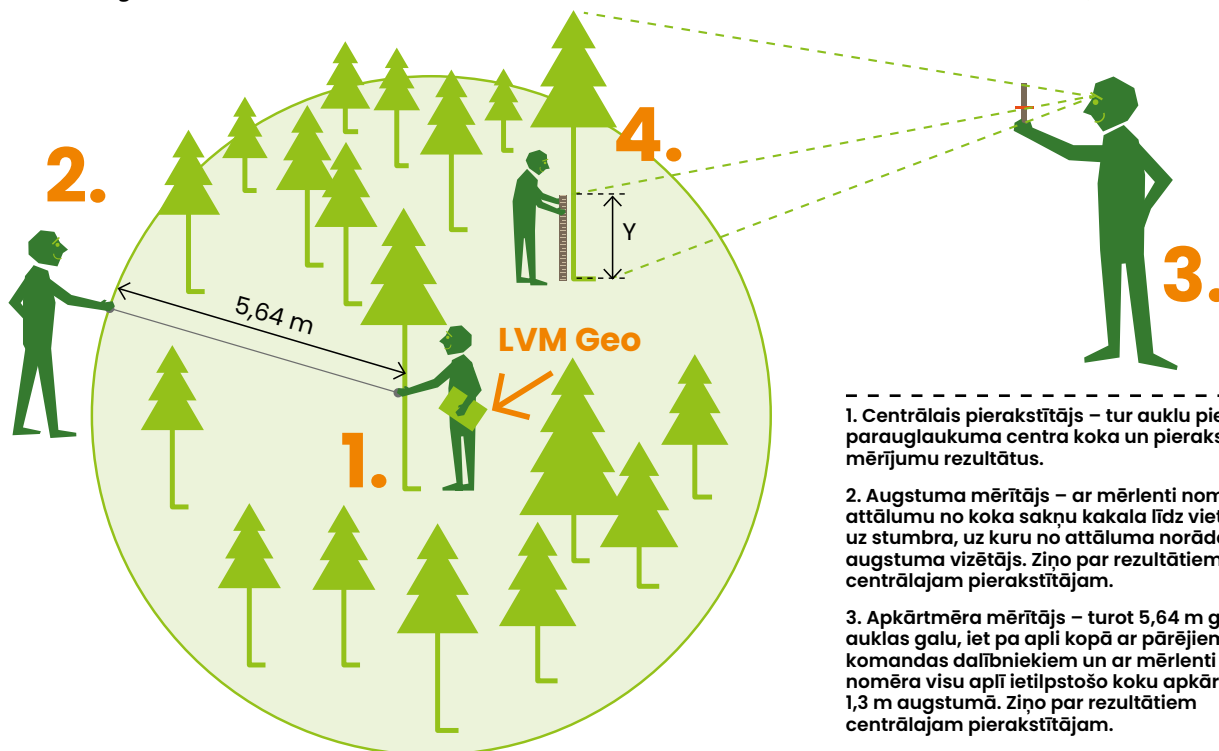 2.
4.
Y
3.
5,64 m
LVM Geo
1.
1. Centrālais pierakstītājs – tur auklu pie
parauglaukuma centra koka un pieraks
mērījumu rezultātus.
2. Augstuma mērītājs – ar mērlenti nom
attālumu no koka sakņu kakala līdz viet
uz stumbra, uz kuru no attāluma norāda
augstuma vizētājs. Ziņo par rezultātiem
centrālajam pierakstītājam.
3. Apkārtmēra mērītājs – turot 5,64 m g
auklas galu, iet pa apli kopā ar pārējiem
komandas dalībniekiem un ar mērlenti
nomēra visu aplī ietilpstošo koku apkār
1,3 m augstumā. Ziņo par rezultātiem
centrālajam pierakstītājam.